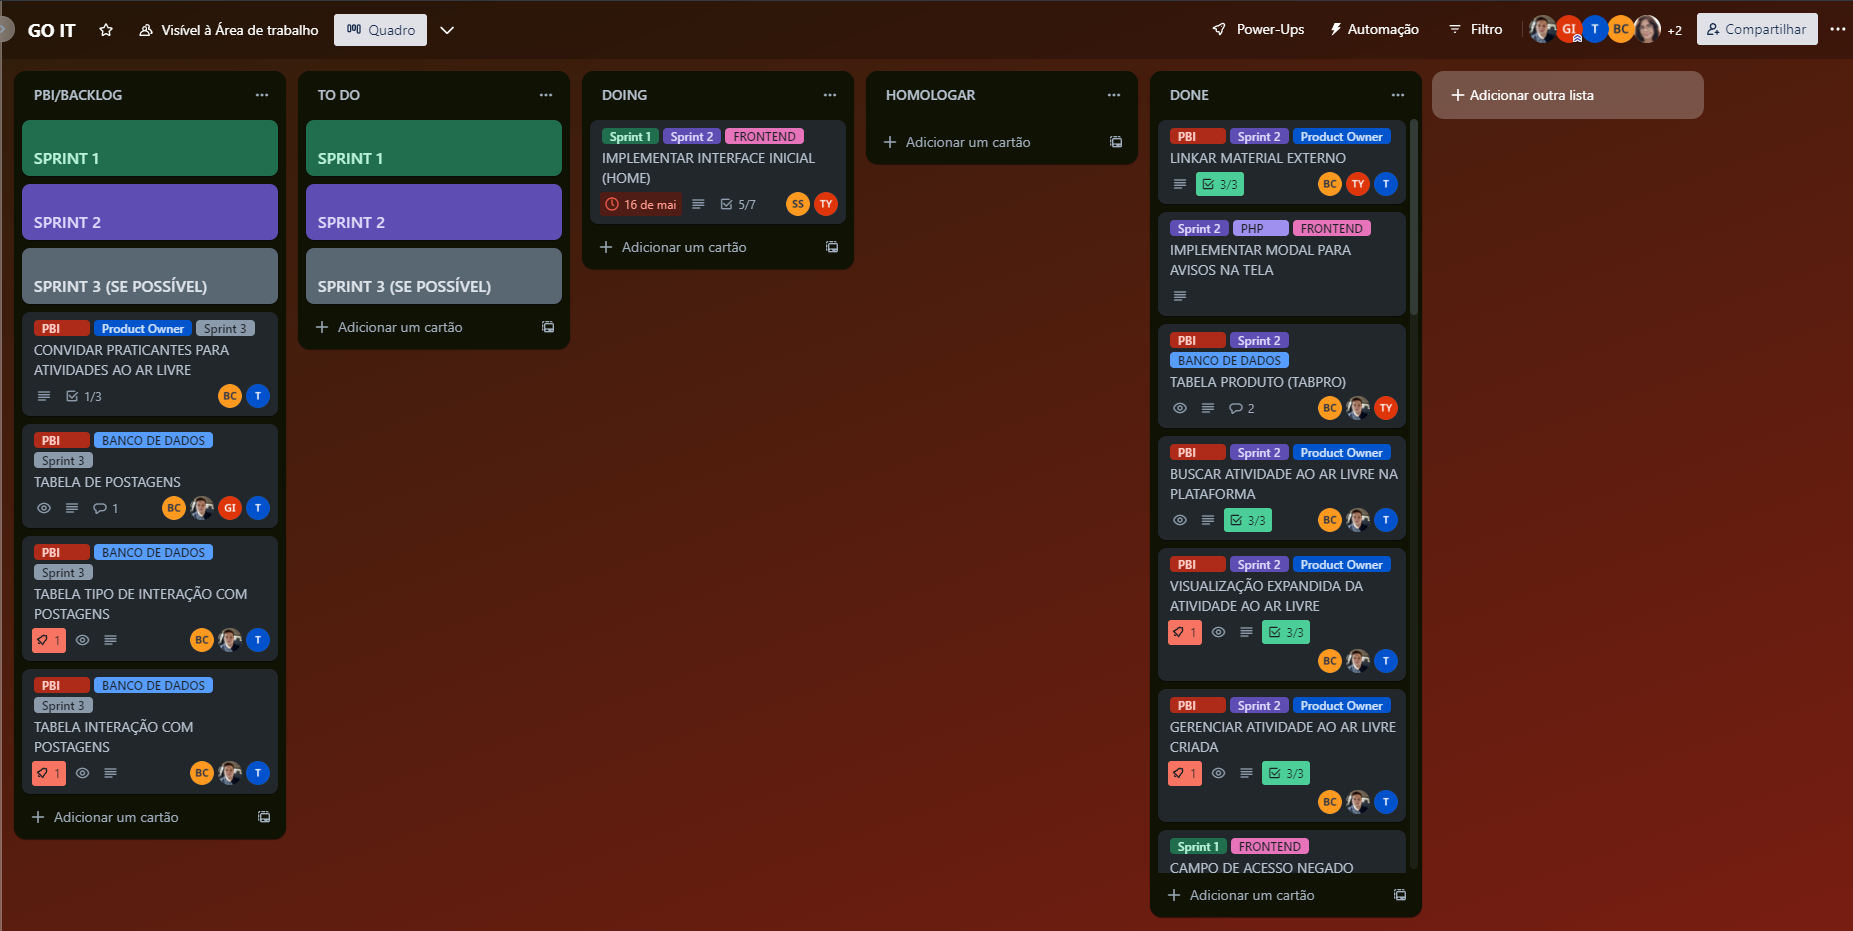 GO IT
Visível à Área de trabalho
Quadro
Power-Ups
Automação
Filtro
GI
T
BC
+2
Compartilhar
PBI/BACKLOG
SPRINT 1
SPRINT 2
SPRINT 3 (SE POSSÍVEL)
PBI Product Owner Sprint 3
CONVIDAR PRATICANTES PARA
ATIVIDADES AO AR LIVRE
1/3 BC T
PBI BANCO DE DADOS
Sprint 3
TABELA DE POSTAGENS
1 BC GI T
PBI BANCO DE DADOS
Sprint 3
TABELA TIPO DE INTERAÇÃO COM
POSTAGENS
1 BC T
PBI BANCO DE DADOS
Sprint 3
TABELA INTERAÇÃO COM
POSTAGENS
1 BC T
Adicionar um cartão
TO DO
SPRINT 1
SPRINT 2
SPRINT 3 (SE POSSÍVEL)
Adicionar um cartão
DOING
Sprint 1 Sprint 2 FRONTEND
IMPLEMENTAR INTERFACE INICIAL
(HOME)
16 de mai 5/7 SS TY
Adicionar um cartão
HOMOLOGAR
Adicionar um cartão
DONE
PBI Sprint 2 Product Owner
LINKAR MATERIAL EXTERNO
3/3 BC TY T
Sprint 2 PHP FRONTEND
IMPLEMENTAR MODAL PARA
AVISOS NA TELA
PBI Sprint 2
BANCO DE DADOS
TABELA PRODUTO (TABPRO)
2 BC TY
PBI Sprint 2 Product Owner
BUSCAR ATIVIDADE AO AR LIVRE NA
PLATAFORMA
3/3 BC T
PBI Sprint 2 Product Owner
VISUALIZAÇÃO EXPANDIDA DA
ATIVIDADE AO AR LIVRE
1 3/3
BC T
PBI Sprint 2 Product Owner
GERENCIAR ATIVIDADE AO AR LIVRE
CRIADA
1 3/3
BC T
Sprint 1 FRONTEND
CAMPO DE ACESSO NEGADO
Adicionar um cartão
Adicionar outra lista